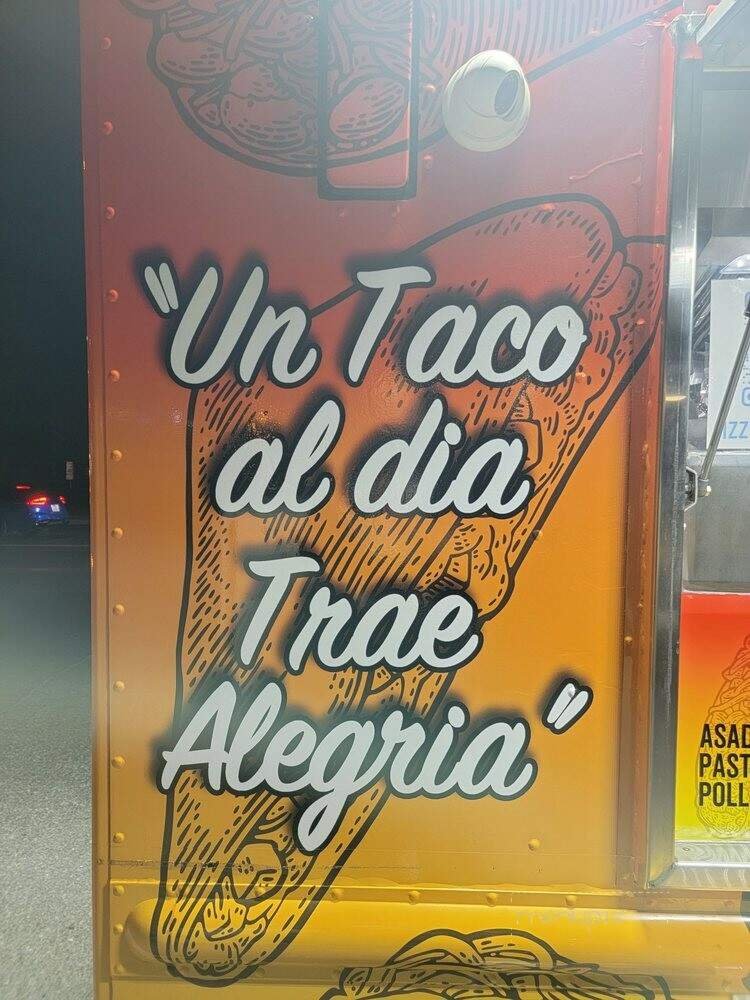 "Un Taco
al dia
Trae
Alegria"
ASAD
PAST
POLL